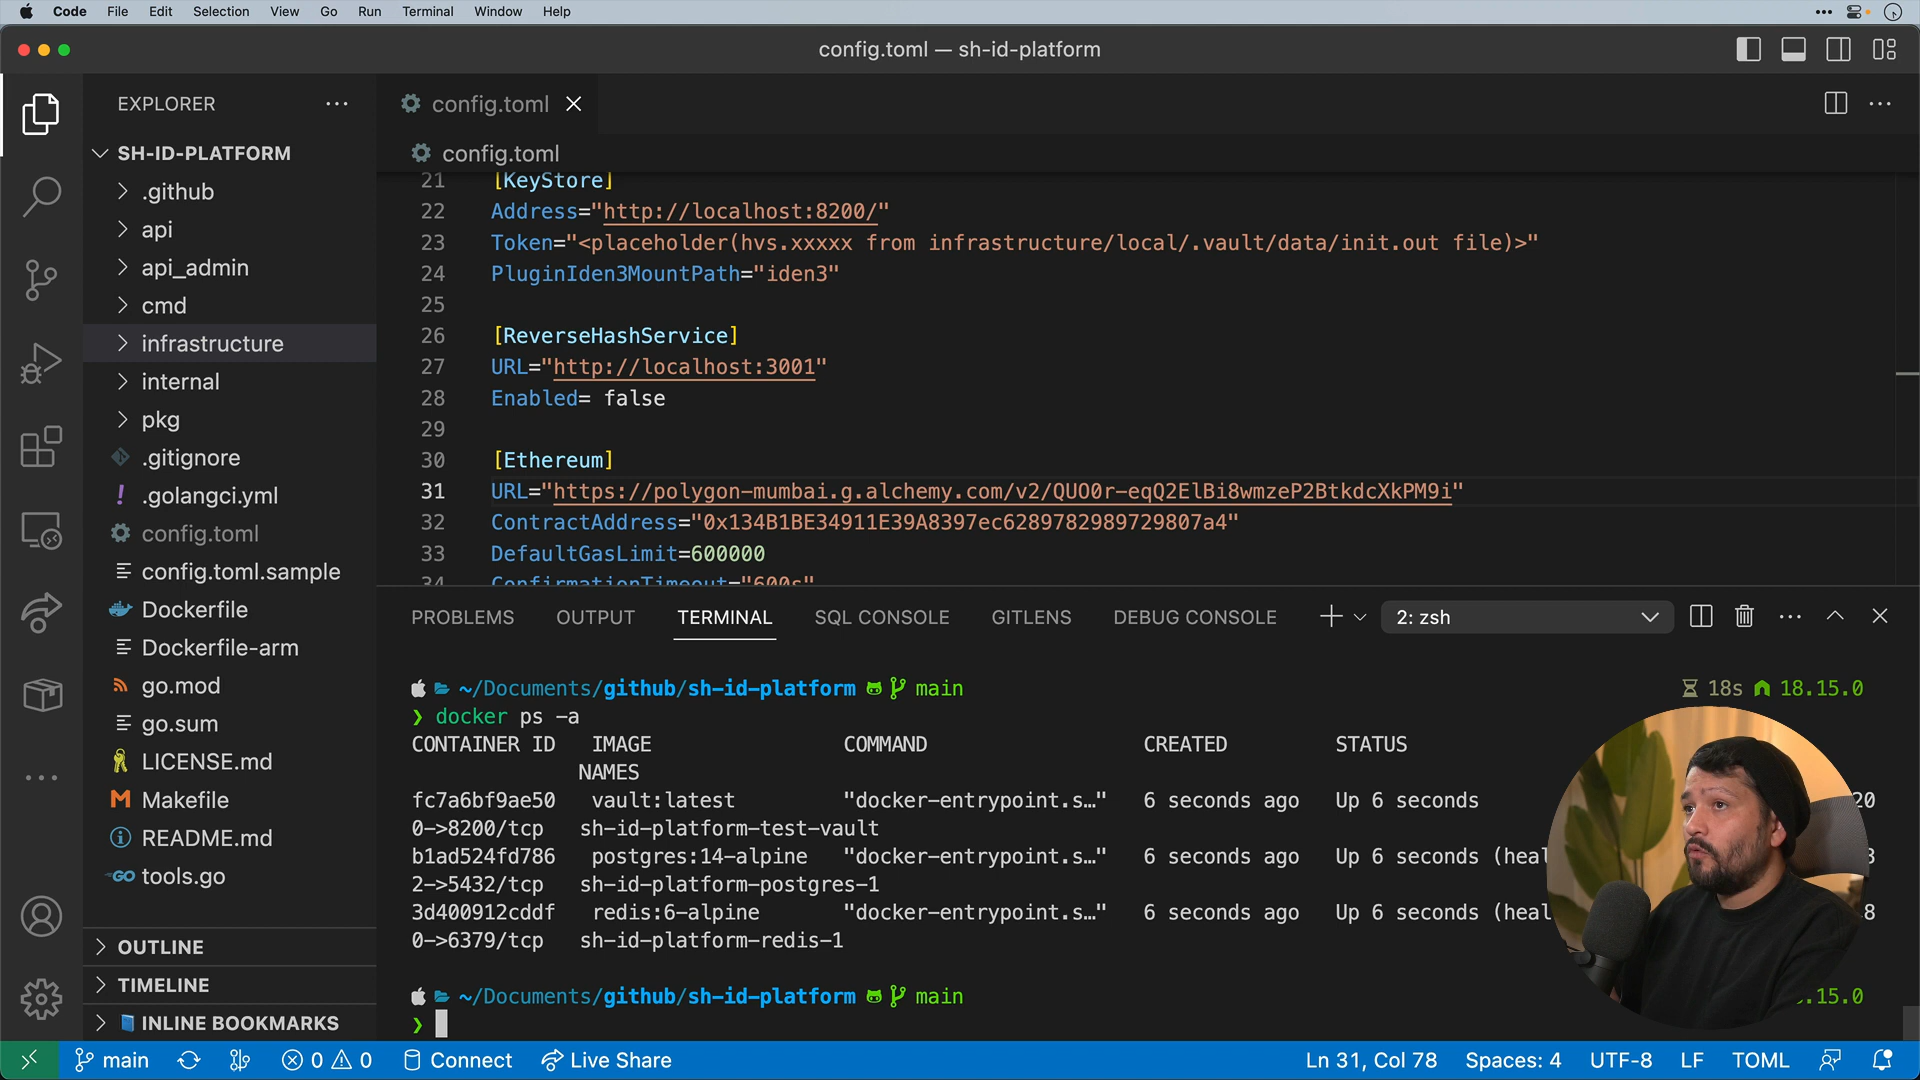 Code File Edit Selection View Go Run Terminal Window Help
config.toml — sh-id-platform
EXPLORER
SH-ID-PLATFORM
.github
api
api_admin
cmd
infrastructure
internal
pkg
.gitignore
.golangci.yml
config.toml
config.toml.sample
Dockerfile
Dockerfile-arm
go.mod
go.sum
LICENSE.md
Makefile
README.md
tools.go
OUTLINE
TIMELINE
INLINE BOOKMARKS
config.toml
config.toml
21 [KeyStore]
22 Address="http://localhost:8200/"
23 Token="<placeholder(hvs.xxxxx from infrastructure/local/.vault/data/init.out file)>"
24 PluginIden3MountPath="iden3"
25
26 [ReverseHashService]
27 URL="http://localhost:3001"
28 Enabled= false
29
30 [Ethereum]
31 URL="https://polygon-mumbai.g.alchemy.com/v2/QUO0r-eqQ2ElBi8wmzeP2BtkdcXkPM9i"
32 ContractAddress="0x134B1BE34911E39A8397ec6289782989729807a4"
33 DefaultGasLimit=600000
34 ConfirmationTimeout="600s"
PROBLEMS OUTPUT TERMINAL SQL CONSOLE GITLENS DEBUG CONSOLE 2: zsh
~/Documents/github/sh-id-platform main 18s 18.15.0
❯ docker ps -a
CONTAINER ID IMAGE COMMAND CREATED STATUS
NAMES
fc7a6bf9ae50 vault:latest "docker-entrypoint.s…" 6 seconds ago Up 6 seconds 20
0->8200/tcp sh-id-platform-test-vault
b1ad524fd786 postgres:14-alpine "docker-entrypoint.s…" 6 seconds ago Up 6 seconds (heal 3
2->5432/tcp sh-id-platform-postgres-1
3d400912cddf redis:6-alpine "docker-entrypoint.s…" 6 seconds ago Up 6 seconds (heal 8
0->6379/tcp sh-id-platform-redis-1
~/Documents/github/sh-id-platform main .15.0
❯
main 0 0 Connect Live Share Ln 31, Col 78 Spaces: 4 UTF-8 LF TOML